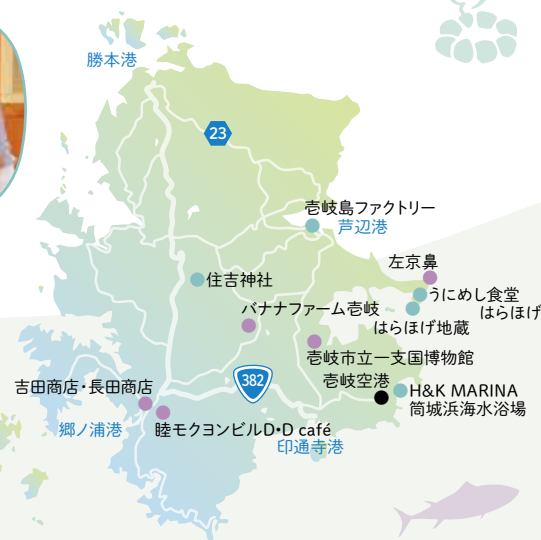 勝本港
23
壱岐島ファクトリー
芦辺港
左京鼻
住吉神社
うにめし食堂
はらほげ
バナナファーム壱岐
はらほげ地蔵
壱岐市立一支国博物館
382
壱岐空港
吉田商店・長田商店
H&K MARINA
筒城浜海水浴場
郷ノ浦港
睦モクヨンビルD・D café
印通寺港